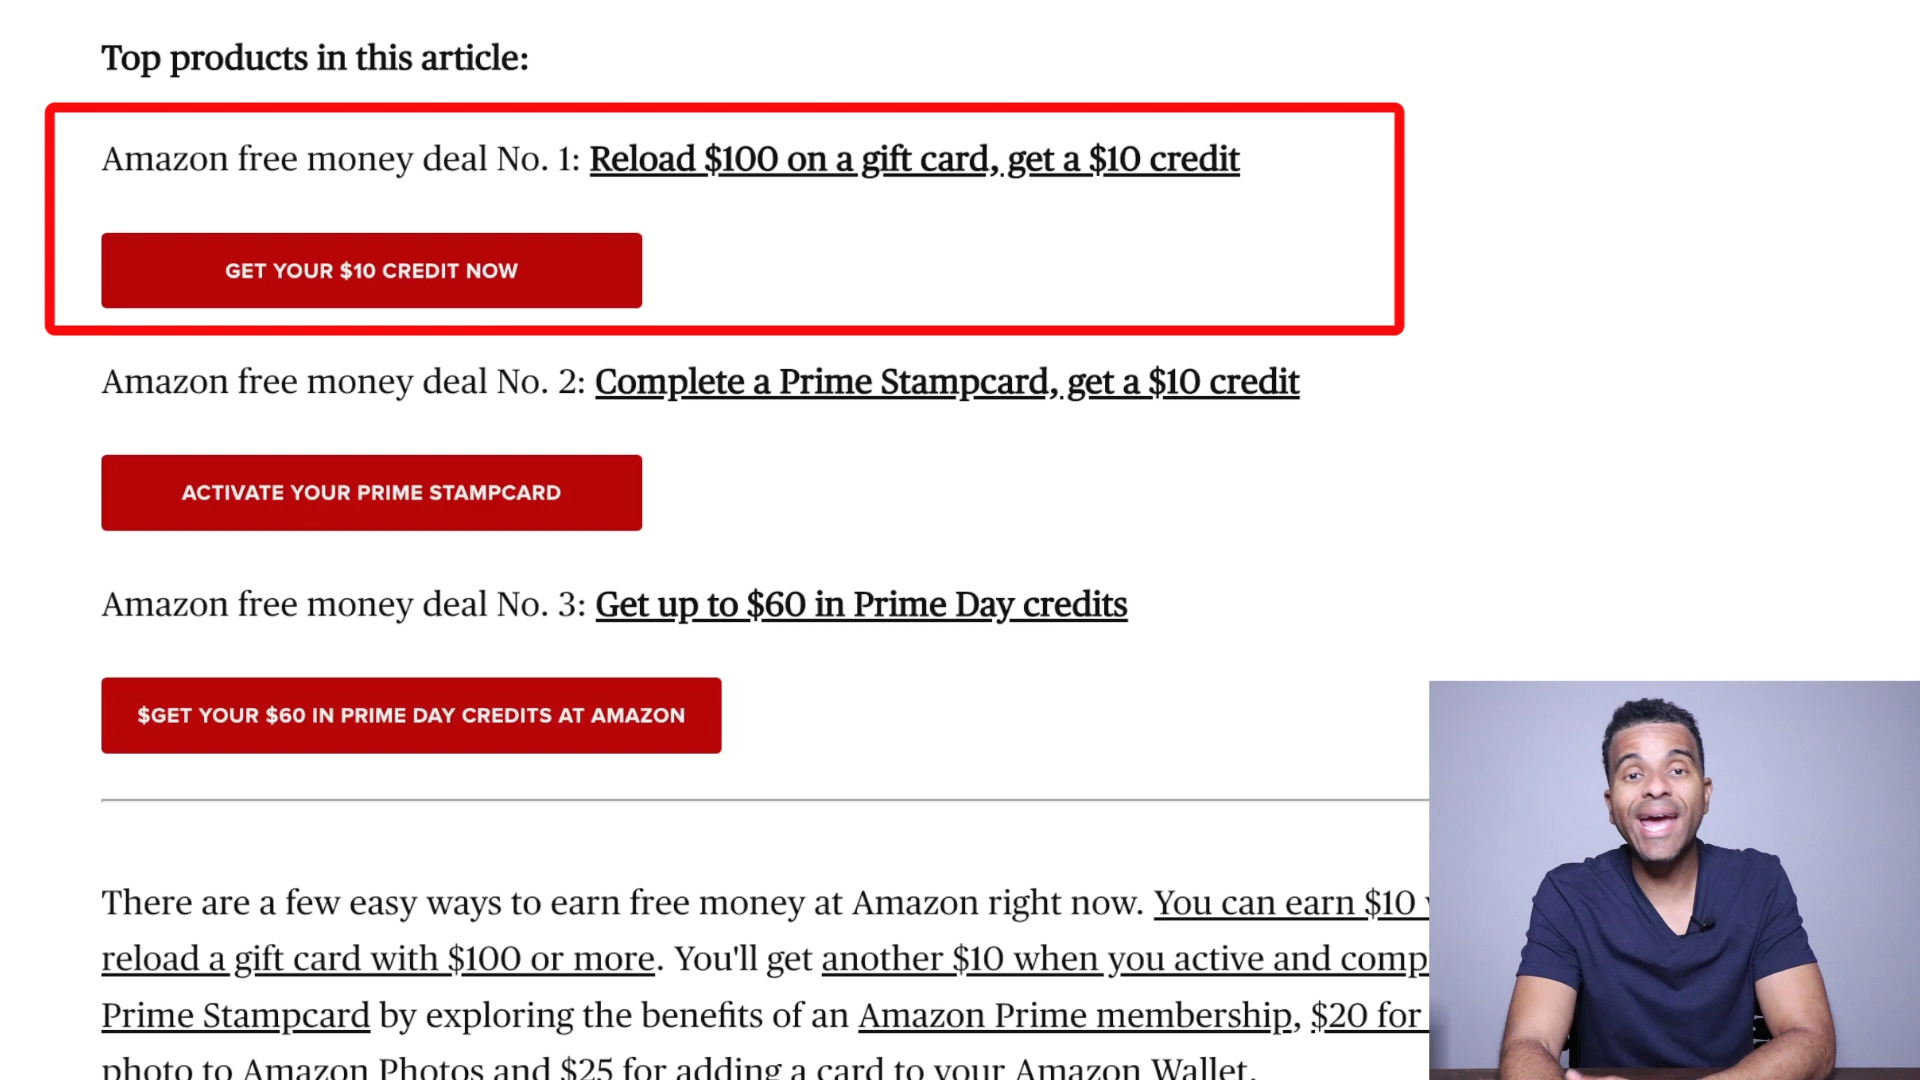 Top products in this article:
Amazon free money deal No. 1: Reload $100 on a gift card, get a $10 credit
GET YOUR $10 CREDIT NOW
Amazon free money deal No. 2: Complete a Prime Stampcard, get a $10 credit
ACTIVATE YOUR PRIME STAMPCARD
Amazon free money deal No. 3: Get up to $60 in Prime Day credits
$GET YOUR $60 IN PRIME DAY CREDITS AT AMAZON
There are a few easy ways to earn free money at Amazon right now. You can earn $10
reload a gift card with $100 or more. You'll get another $10 when you active and comp
Prime Stampcard by exploring the benefits of an Amazon Prime membership, $20 for
photo to Amazon Photos and $25 for adding a card to your Amazon Wallet.